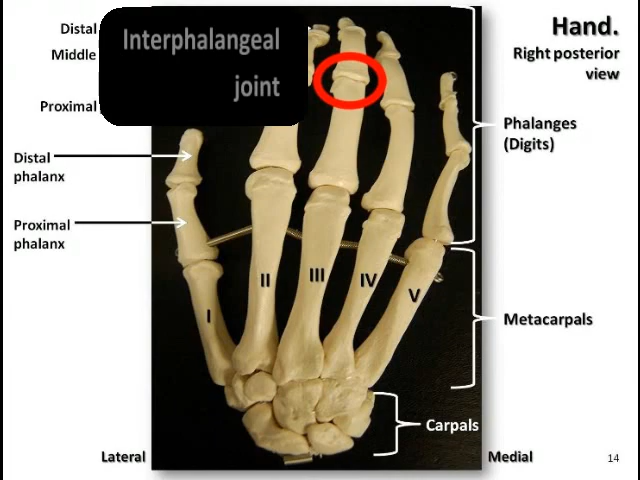 Hand.
Right posterior
view
Distal
Middle
Proximal
Interphalangeal
joint
Distal
phalanx
Proximal
phalanx
Phalanges
(Digits)
I
II
III
IV
V
Metacarpals
Carpals
Lateral
Medial
14